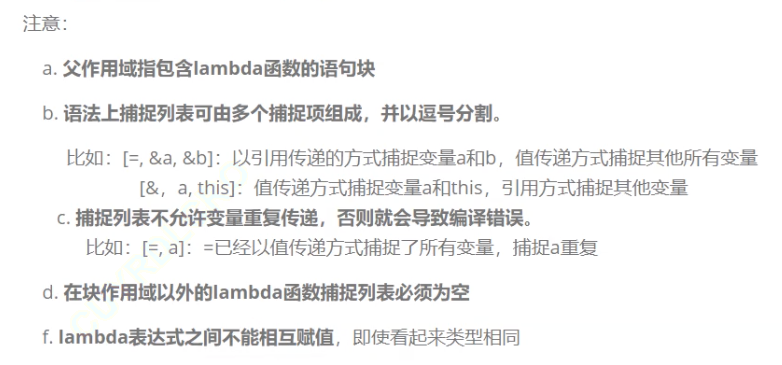 注意：
a. 父作用域指包含lambda函数的语句块
b. 语法上捕捉列表可由多个捕捉项组成，并以逗号分割。
比如：[=, &a, &b]：以引用传递的方式捕捉变量a和b，值传递方式捕捉其他所有变量
[&，a, this]：值传递方式捕捉变量a和this，引用方式捕捉其他变量
c. 捕捉列表不允许变量重复传递，否则就会导致编译错误。
比如：[=, a]：=已经以值传递方式捕捉了所有变量，捕捉a重复
d. 在块作用域以外的lambda函数捕捉列表必须为空
f. lambda表达式之间不能相互赋值，即使看起来类型相同